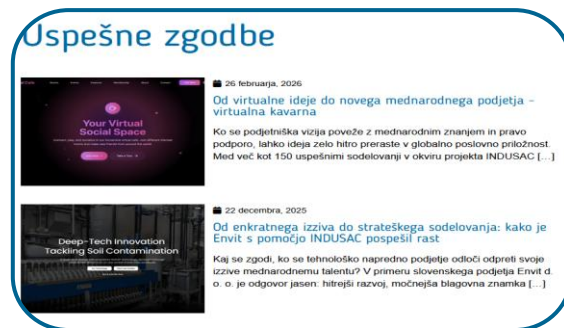 Uspešne zgodbe
26 februarja, 2026
Od virtualne ideje do novega mednarodnega podjetja –
virtualna kavarna
Ko se podjetniška vizija poveže z mednarodnim znanjem in pravo
podporo, lahko ideja zelo hitro preraste v globalno poslovno priložnost.
Med več kot 150 uspešnimi sodelovanji v okviru projekta INDUSAC [...]
Your Virtual
Social Space
22 decembra, 2025
Od enkratnega izziva do strateškega sodelovanja: kako je
Envit s pomočjo INDUSAC pospešil rast
Kaj se zgodi, ko se tehnološko napredno podjetje odloči odpreti svoje
izzive mednarodnemu talentu? V primeru slovenskega podjetja Envit d.
o. o. je odgovor jasen: hitrejši razvoj, močnejša blagovna znamka [...]
Deep-Tech Innovation
Tackling Soil Contamination